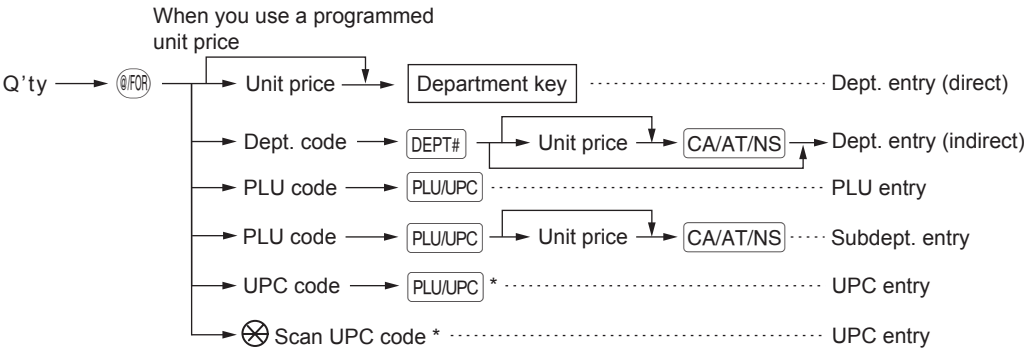 When you use a programmed
unit price
Q'ty @/FOR Unit price Department key Dept. entry (direct)
Dept. code DEPT# Unit price CA/AT/NS Dept. entry (indirect)
PLU code PLU/UPC PLU entry
PLU code PLU/UPC Unit price CA/AT/NS Subdept. entry
UPC code PLU/UPC * UPC entry
Scan UPC code * UPC entry